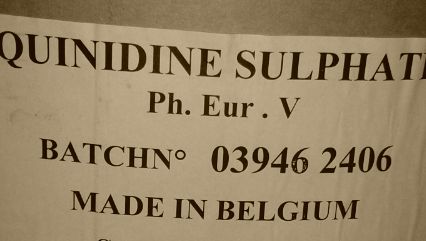 QUINIDINE SULPHAT
Ph. Eur . V
BATCHN° 03946 2406
MADE IN BELGIUM